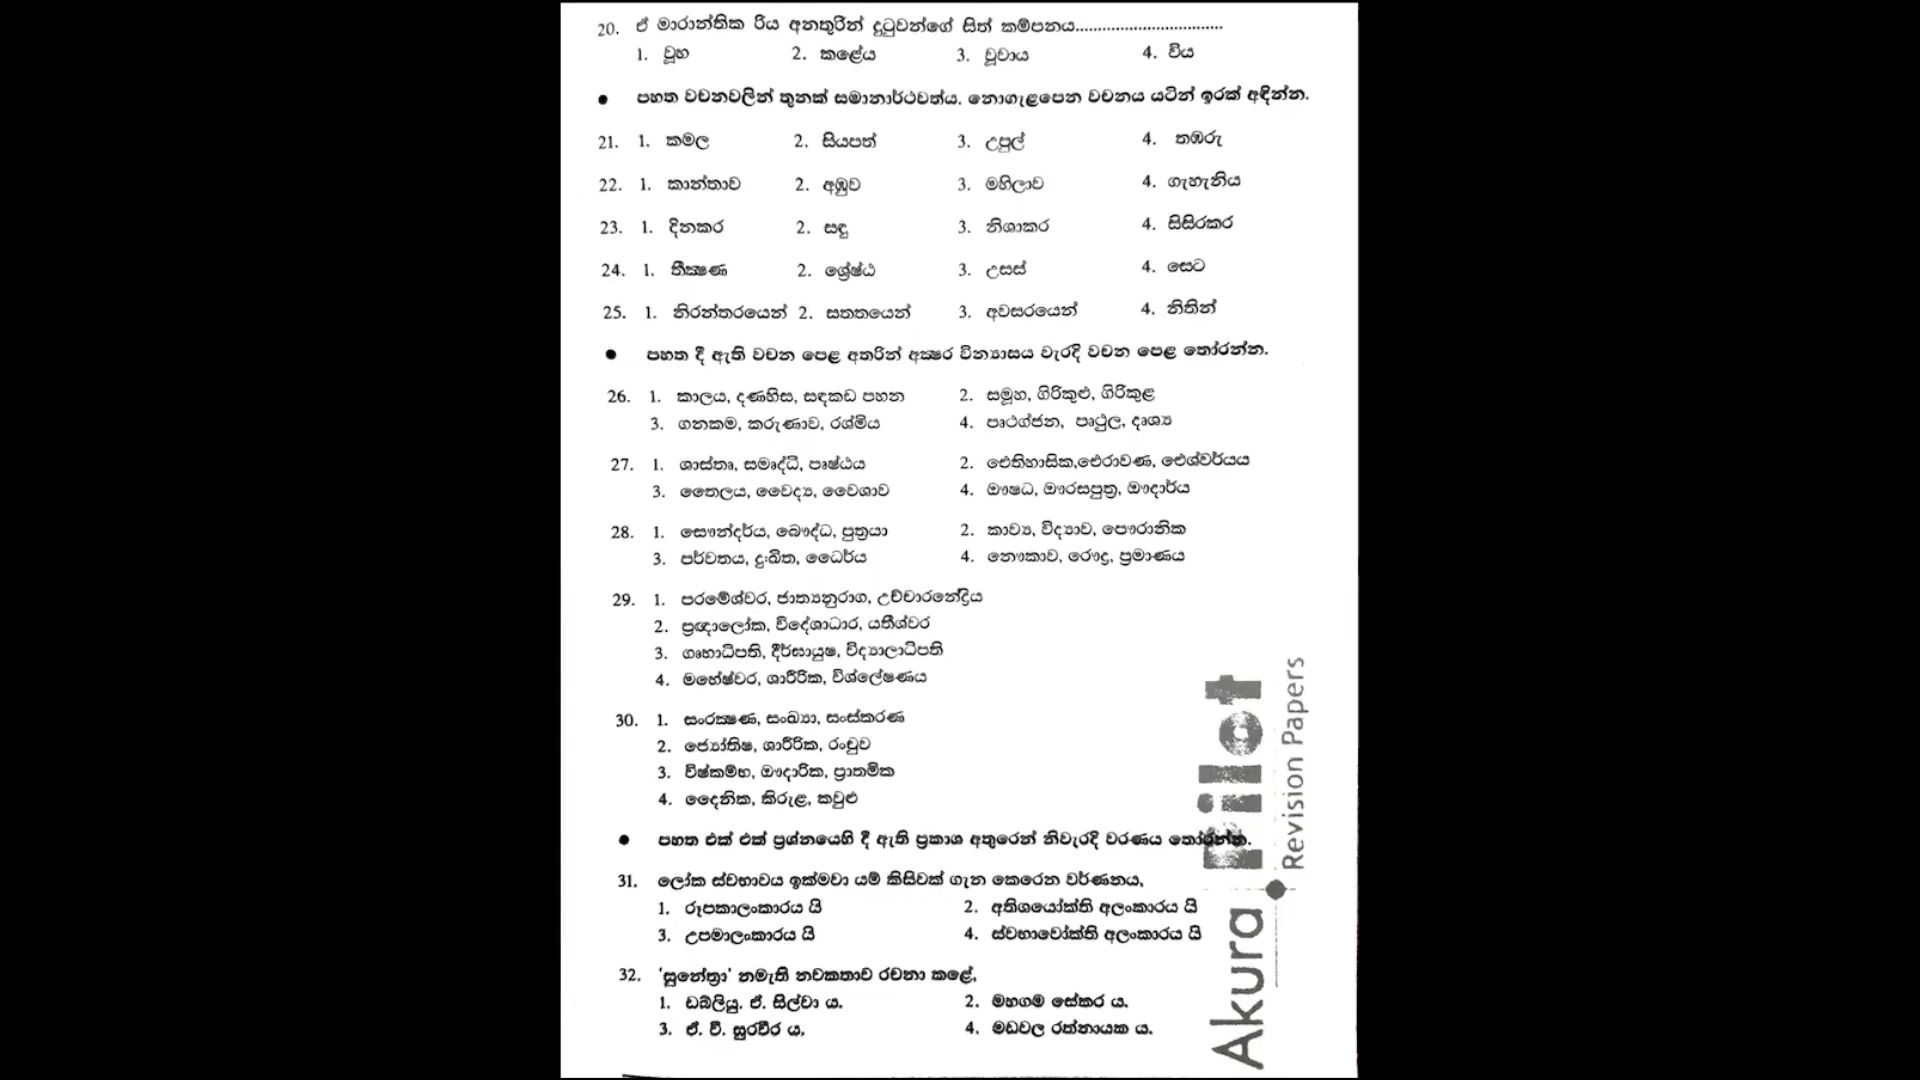 20. ඒ මාරාන්තික රිය අනතුරින් දුටුවන්ගේ සිත් කම්පනය.................................
1. වූහ 2. කළේය 3. වූවාය 4. විය
● පහත වචනවලින් තුනක් සමානාර්ථවත්ය. නොගැළපෙන වචනය යටින් ඉරක් අඳින්න.
21. 1. කමල 2. සියපත් 3. උපුල් 4. තඹරු
22. 1. කාන්තාව 2. අඹුව 3. මහිලාව 4. ගැහැනිය
23. 1. දිනකර 2. සඳු 3. නිශාකර 4. සිසිරකර
24. 1. තීක්‍ෂණ 2. ශ්‍රේෂ්ඨ 3. උසස් 4. සෙට
25. 1. නිරන්තරයෙන් 2. සතතයෙන් 3. අවසරයෙන් 4. නිතින්
● පහත දී ඇති වචන පෙළ අතරින් අක්‍ෂර වින්‍යාසය වැරදි වචන පෙළ තෝරන්න.
26. 1. කාලය, දණහිස, සඳකඩ පහන 2. සමූහ, ගිරිකුළු, ගිරිකුළ
3. ගනකම, කරුණාව, රශ්මිය 4. පෘථග්ජන, පෘථුල, දෘශ්‍ය
27. 1. ශාස්තෘ, සමෘද්ධි, පෘෂ්ඨය 2. ඓතිහාසික,ඓරාවණ, ඓශ්වර්යය
3. තෛලය, වෛද්‍ය, වෛශාව 4. ඖෂධ, ඖරසපුත්‍ර, ඖදාර්ය
28. 1. සෞන්දර්ය, බෞද්ධ, පුත්‍රයා 2. කාව්‍ය, විද්‍යාව, පෞරානික
3. පර්වතය, දුඃඛිත, ධෛර්ය 4. නෞකාව, රෞද්‍ර, ප්‍රමාණය
29. 1. පරමේශ්වර, ජාත්‍යනුරාග, උච්චාරනේද්‍රිය
2. ප්‍රඥාලෝක, විදේශාධාර, යතීශ්වර
3. ගෘහාධිපති, දීර්ඝායුෂ, විද්‍යාලාධිපති
4. මහේෂ්වර, ශාරීරික, විශ්ලේෂණය
30. 1. සංරක්‍ෂණ, සංඛ්‍යා, සංස්කරණ
2. ජ්‍යෝතිෂ, ශාරීරික, රංචුව
3. විෂ්කම්භ, ඖදාරික, ප්‍රාතමික
4. දෛනික, කිරුළ, කවුළු
● පහත එක් එක් ප්‍රශ්නයෙහි දී ඇති ප්‍රකාශ අතුරෙන් නිවැරදි වරණය තෝරන්න.
31. ලෝක ස්වභාවය ඉක්මවා යම් කිසිවක් ගැන කෙරෙන වර්ණනය,
1. රූපකාලංකාරය යි 2. අතිශයෝක්ති අලංකාරය යි
3. උපමාලංකාරය යි 4. ස්වභාවෝක්ති අලංකාරය යි
32. 'සුනේත්‍රා' නමැති නවකතාව රචනා කළේ,
1. ඩබ්ලියු. ඒ. සිල්වා ය. 2. මහගම සේකර ය.
3. ඒ. වී. සුරවීර ය, 4. මඩවල රත්නායක ය.
Akura Pilot
Revision Papers